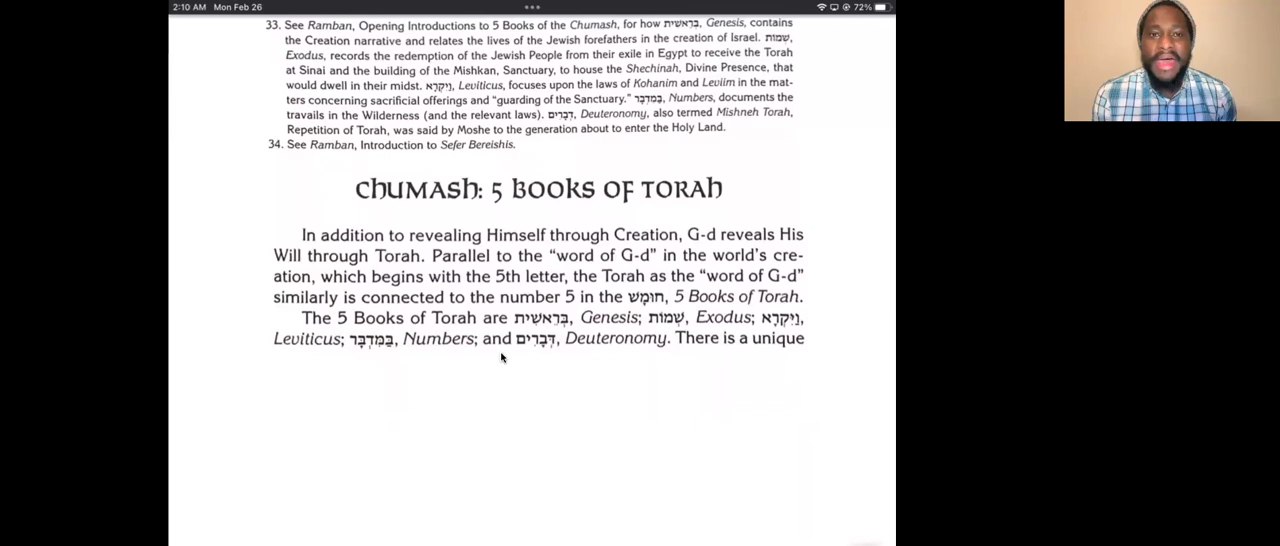 2:10 AM Mon Feb 26
72%
33. See Ramban, Opening Introductions to 5 Books of the Chumash, for how בְּרֵאשִׁית, Genesis, contains
the Creation narrative and relates the lives of the Jewish forefathers in the creation of Israel. שְׁמוֹת,
Exodus, records the redemption of the Jewish People from their exile in Egypt to receive the Torah
at Sinai and the building of the Mishkan, Sanctuary, to house the Shechinah, Divine Presence, that
would dwell in their midst. וַיִּקְרָא, Leviticus, focuses upon the laws of Kohanim and Leviim in the mat-
ters concerning sacrificial offerings and “guarding of the Sanctuary.” בַּמִּדְבָּר, Numbers, documents the
travails in the Wilderness (and the relevant laws). דְּבָרִים, Deuteronomy, also termed Mishneh Torah,
Repetition of Torah, was said by Moshe to the generation about to enter the Holy Land.
34. See Ramban, Introduction to Sefer Bereishis.
Chumash: 5 Books of Torah
In addition to revealing Himself through Creation, G-d reveals His
Will through Torah. Parallel to the “word of G-d” in the world’s cre-
ation, which begins with the 5th letter, the Torah as the “word of G-d”
similarly is connected to the number 5 in the חוּמָשׁ, 5 Books of Torah.
The 5 Books of Torah are בְּרֵאשִׁית, Genesis; שְׁמוֹת, Exodus; וַיִּקְרָא,
Leviticus; בַּמִּדְבָּר, Numbers; and דְּבָרִים, Deuteronomy. There is a unique